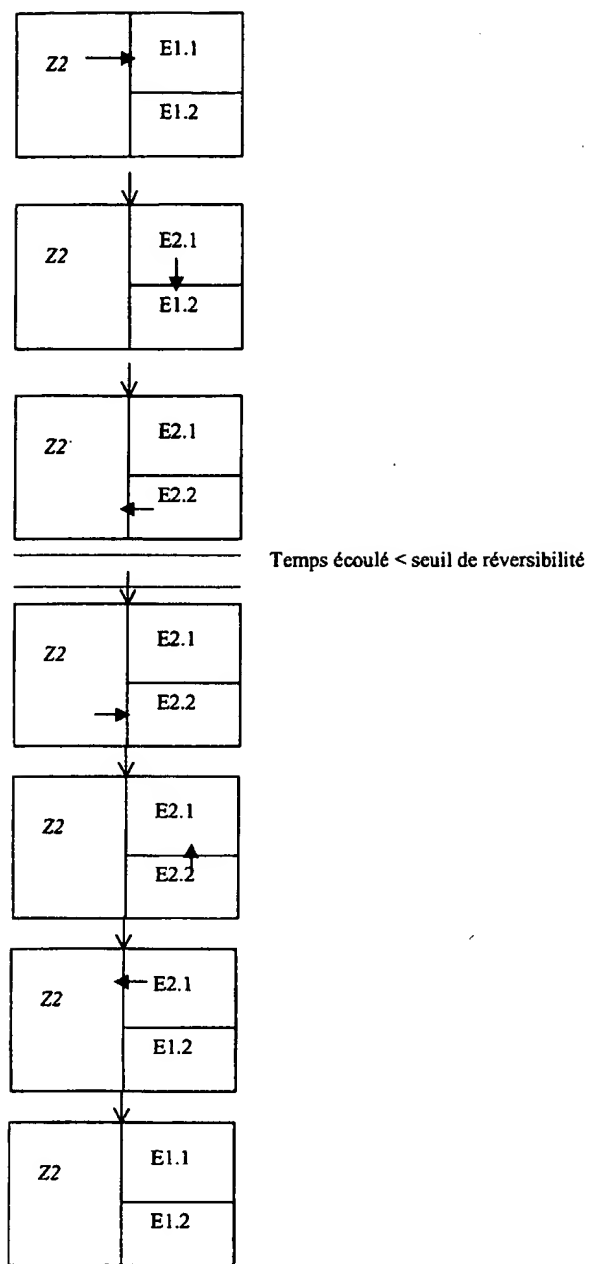 Z2 E1.1
E1.2
Z2 E2.1
E1.2
Z2 E2.1
E2.2
Temps écoulé < seuil de réversibilité
Z2 E2.1
E2.2
Z2 E2.1
E2.2
Z2 E2.1
E1.2
Z2 E1.1
E1.2